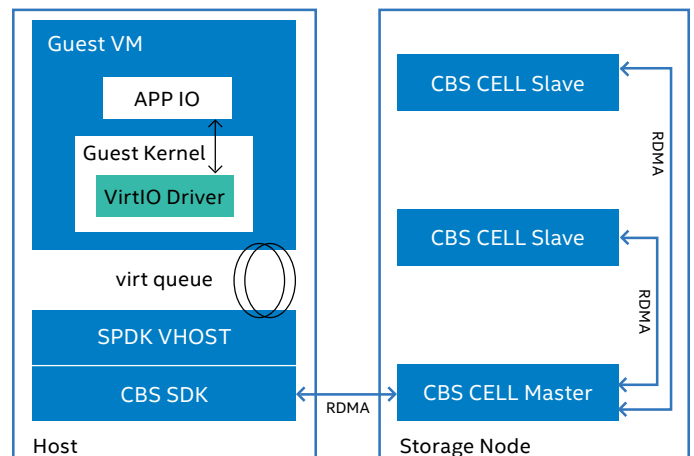 Guest VM
APP IO
Guest Kernel
VirtIO Driver
virt queue
SPDK VHOST
CBS SDK
Host
RDMA
CBS CELL Slave
RDMA
CBS CELL Slave
RDMA
CBS CELL Master
Storage Node